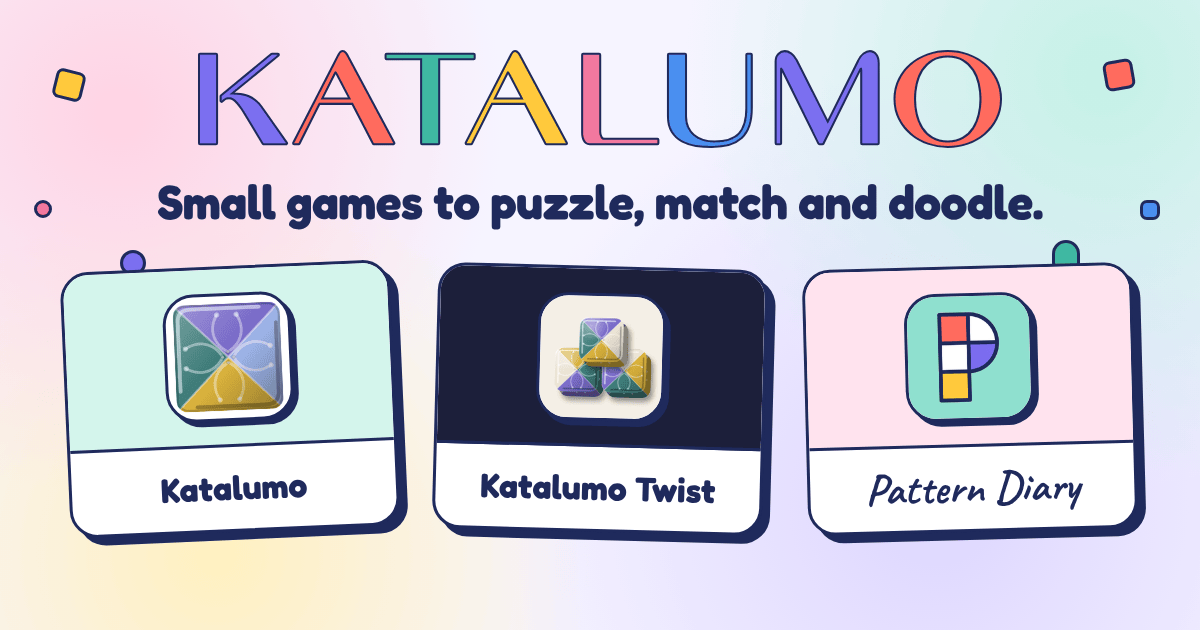 KATALUMO
Small games to puzzle, match and doodle.
Katalumo
Katalumo Twist
P
Pattern Diary